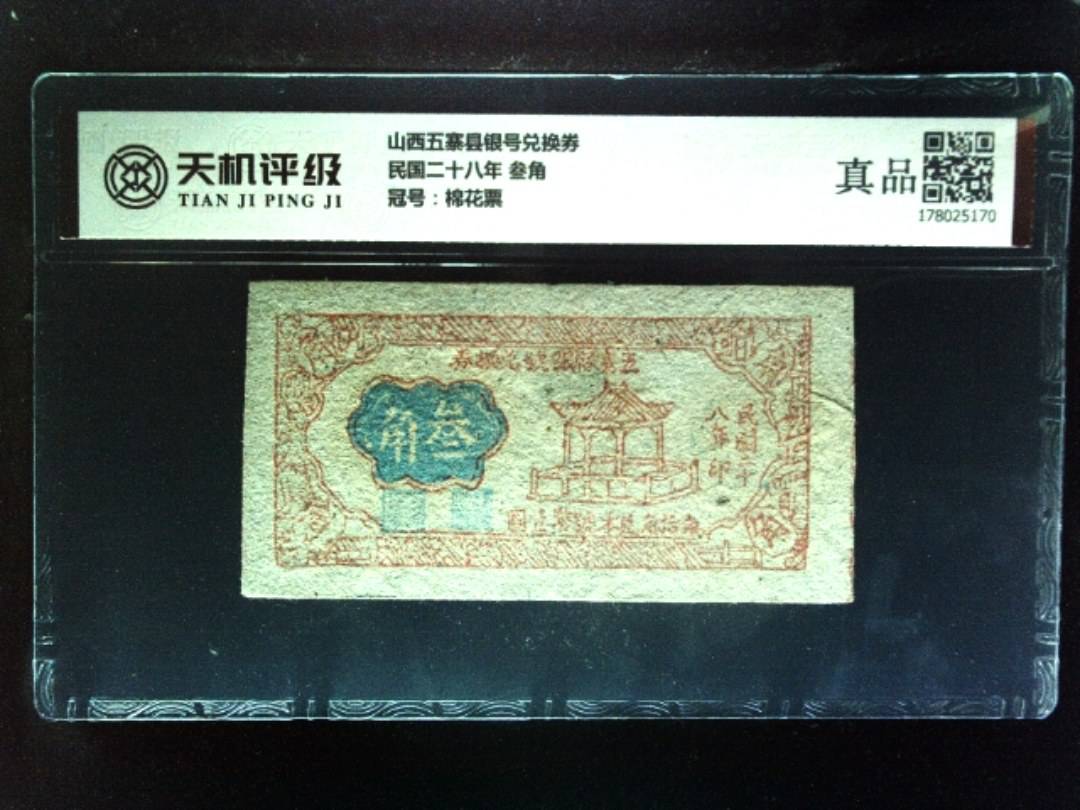 天机评级
TIAN JI PING JI
山西五寨县银号兑换券
民国二十八年 叁角
冠号：棉花票
真品
178025170
叁角
民国二十
八年印